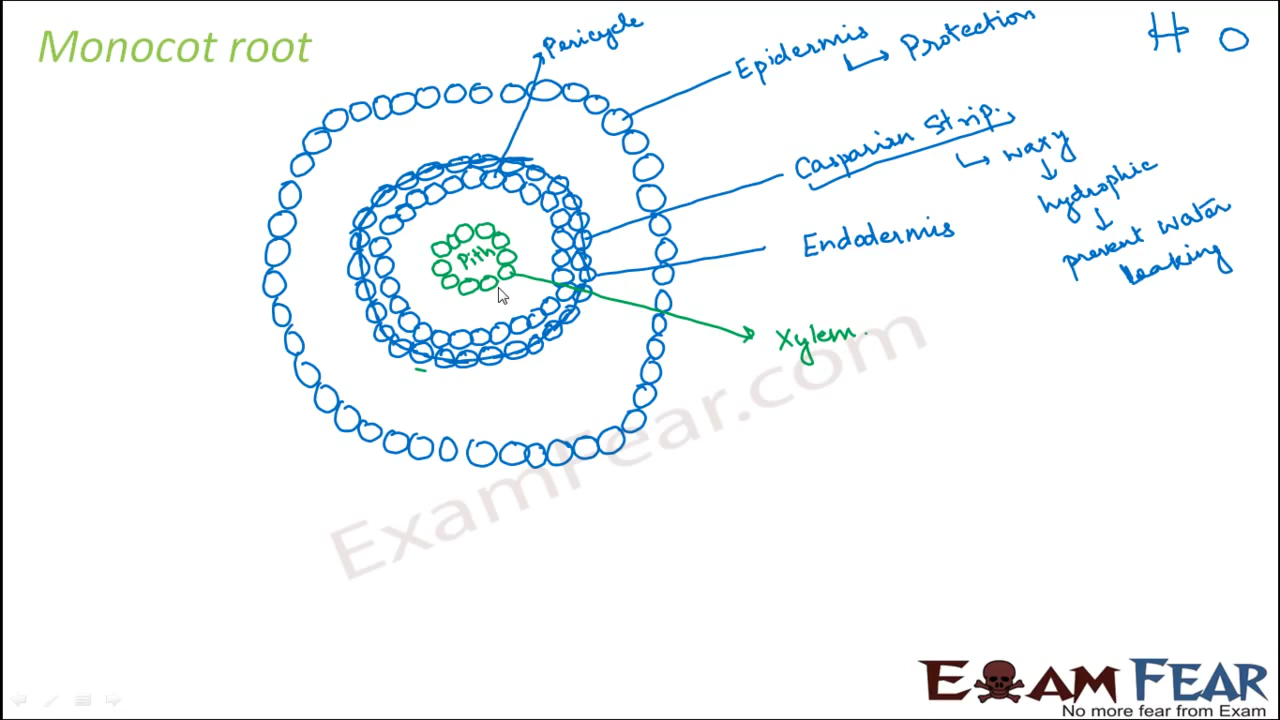 Monocot root
Pericycle
Epidermis
Protection
H O
Casparian Strip.
waxy
hydrophic
prevent water
leaking
Endodermis
Pith
Xylem
ExamFear.com
EXAM FEAR
No more fear from Exam